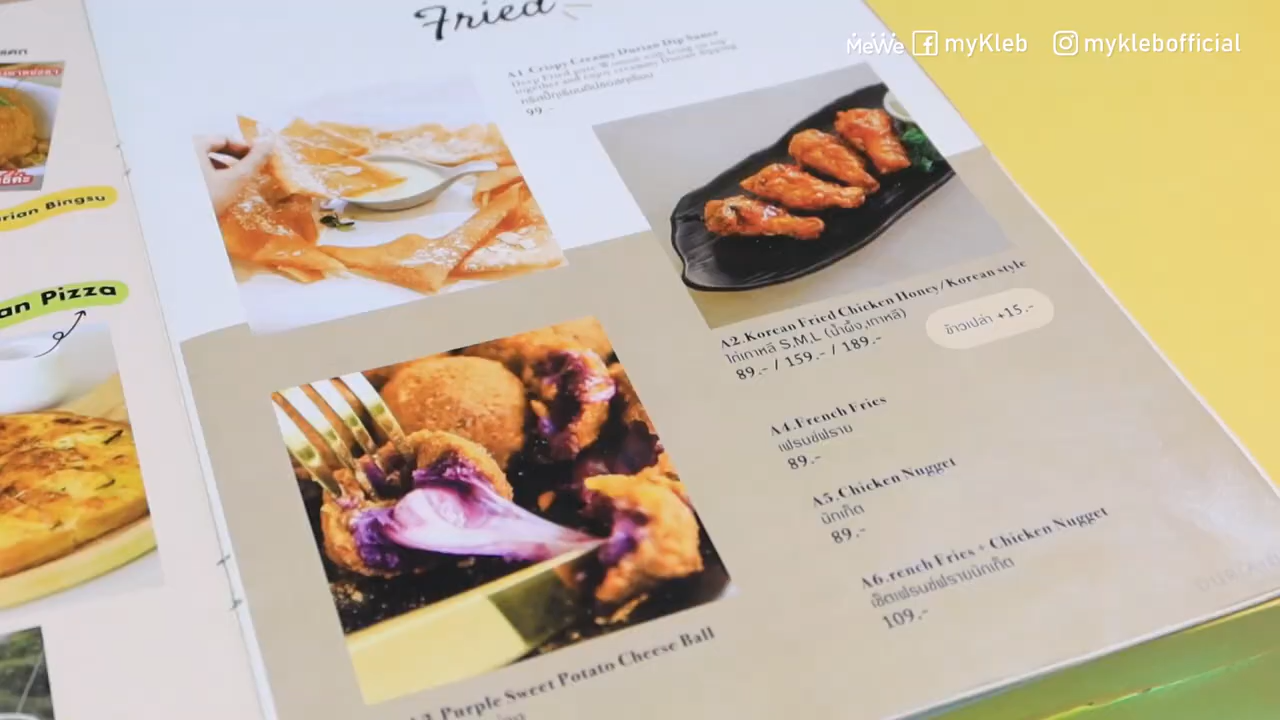 MeWe myKleb myklebofficial
Fried
A1.Crispy Creamy Durian Dip Sauce
99.-
rian Bingsu
an Pizza
A2.Korean Fried Chicken Honey/Korean style
ไก่เกาหลี S,M,L (น้ำผึ้ง,เกาหลี)
89.- / 159.- / 189.-
ข้าวเปล่า +15.-
A4.French Fries
เฟรนช์ฟราย
89.-
A5.Chicken Nugget
นักเก็ต
89.-
A6.rench Fries + Chicken Nugget
เซ็ตเฟรนช์ฟรายนักเก็ต
109.-
A3.Purple Sweet Potato Cheese Ball